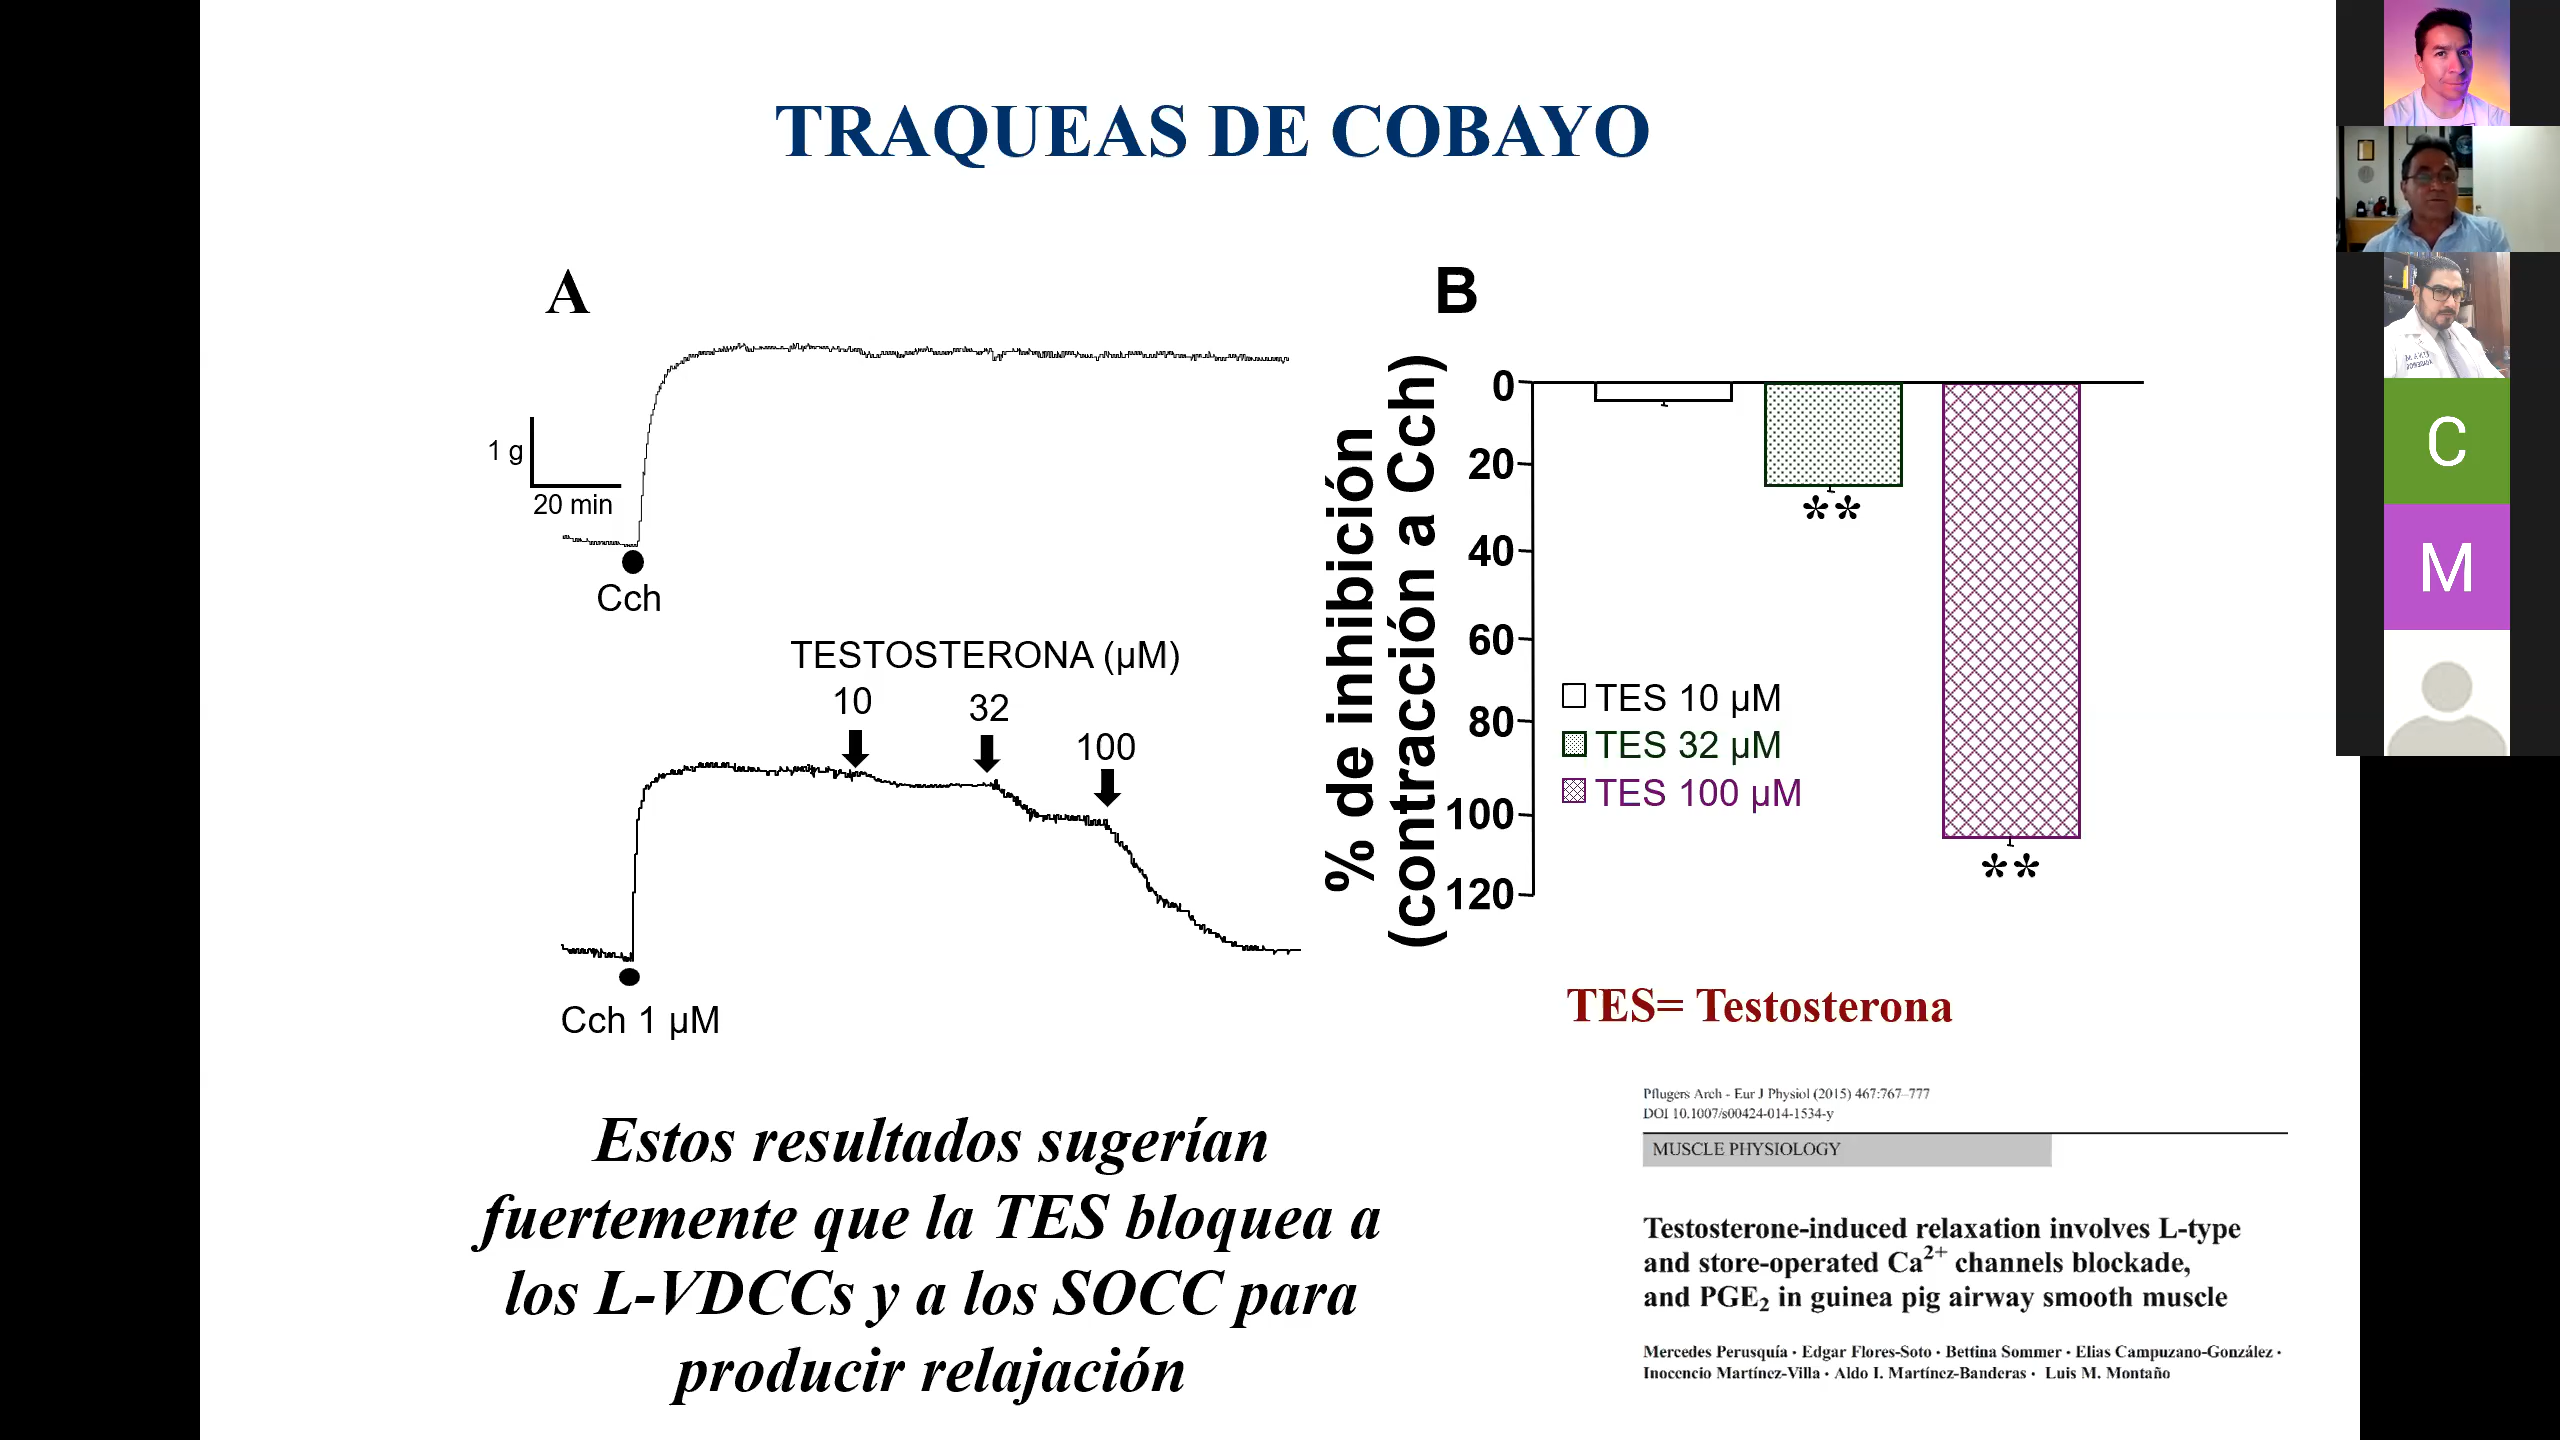 TRAQUEAS DE COBAYO
A
1 g
20 min
Cch
TESTOSTERONA (µM)
10
32
100
Cch 1 µM
B
% de inhibición
(contracción a Cch)
0
20
40
60
80
100
120
**
**
TES 10 µM
TES 32 µM
TES 100 µM
TES= Testosterona
Estos resultados sugerían
fuertemente que la TES bloquea a
los L-VDCCs y a los SOCC para
producir relajación
Pflugers Arch - Eur J Physiol (2015) 467:767–777
DOI 10.1007/s00424-014-1534-y
MUSCLE PHYSIOLOGY
Testosterone-induced relaxation involves L-type
and store-operated Ca²⁺ channels blockade,
and PGE₂ in guinea pig airway smooth muscle
Mercedes Perusquía · Edgar Flores-Soto · Bettina Sommer · Elias Campuzano-González ·
Inocencio Martínez-Villa · Aldo I. Martínez-Banderas · Luis M. Montaño
C
M